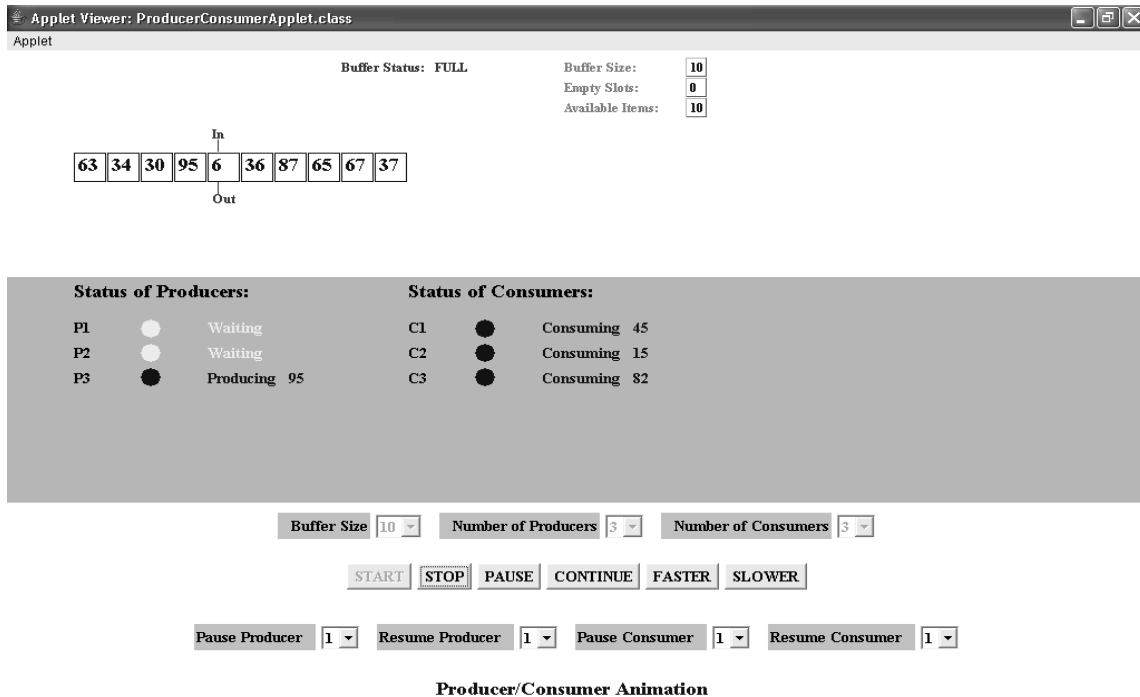 Applet Viewer: ProducerConsumerApplet.class
Applet
Buffer Status: FULL
Buffer Size: 10
Empty Slots: 0
Available Items: 10
In
63 34 30 95 6 36 87 65 67 37
Out
Status of Producers: Status of Consumers:
P1 Waiting C1 Consuming 45
P2 Waiting C2 Consuming 15
P3 Producing 95 C3 Consuming 82
Buffer Size 10 Number of Producers 3 Number of Consumers 3
START STOP PAUSE CONTINUE FASTER SLOWER
Pause Producer 1 Resume Producer 1 Pause Consumer 1 Resume Consumer 1
Producer/Consumer Animation